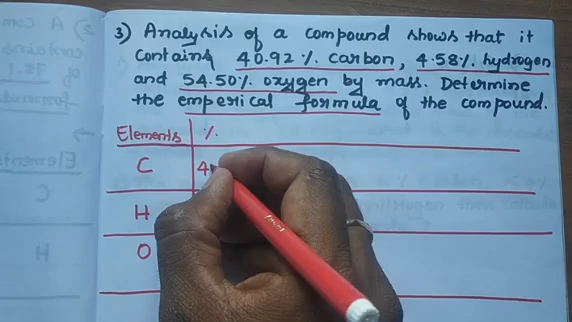 3) Analysis of a compound shows that it
contains 40.92% carbon, 4.58% hydrogen
and 54.50% oxygen by mass. Determine
the emperical formula of the compound.
Elements %
C 4
H
O